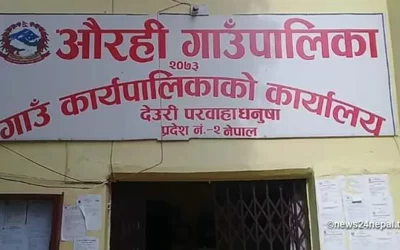 औरही गाउँपालिका
२०७३
गाउँ कार्यपालिकाको कार्यालय
देउरी परवाहा धनुषा
प्रदेश नं.-२ नेपाल
©news24nepal.tv